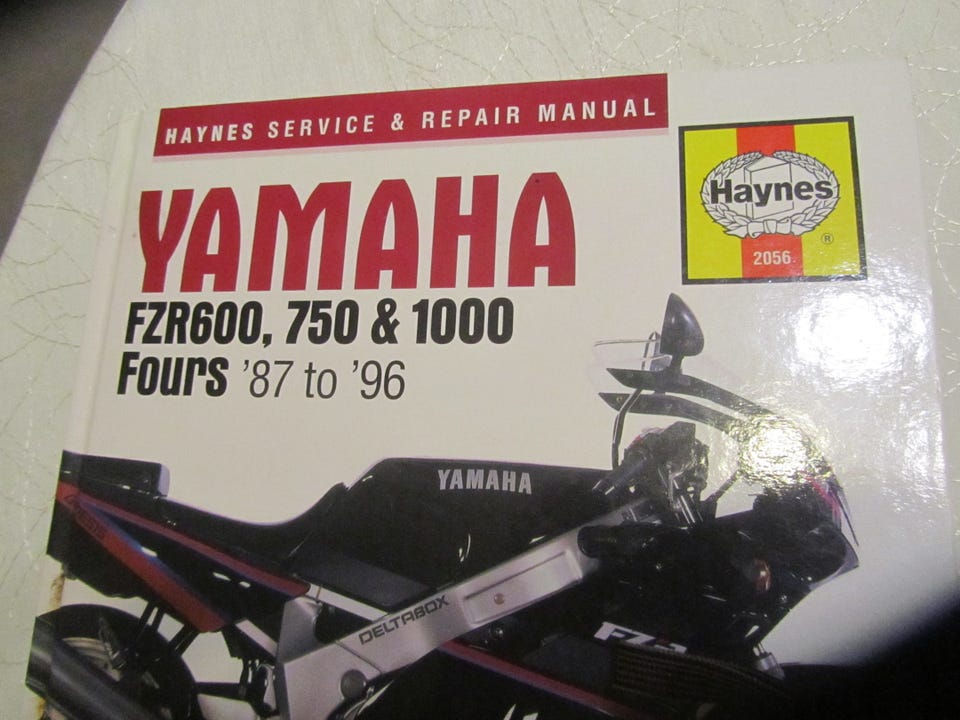 HAYNES SERVICE & REPAIR MANUAL
YAMAHA
Haynes
®
2056
FZR600, 750 & 1000
Fours '87 to '96
YAMAHA
DELTABOX